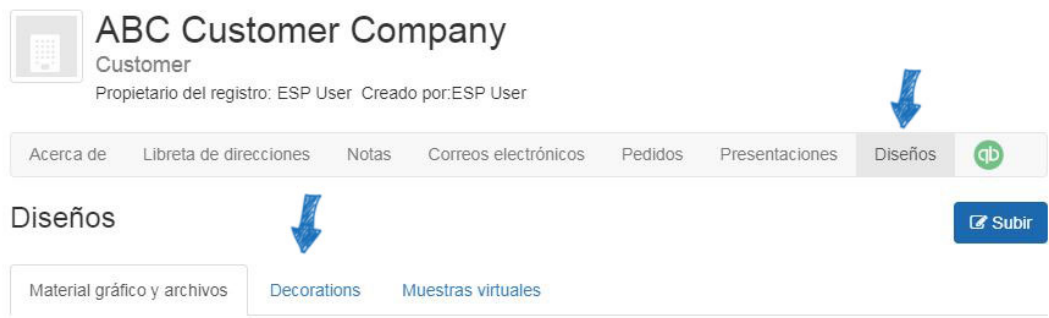 ABC Customer Company
Customer
Propietario del registro: ESP User Creado por:ESP User
Acerca de Libreta de direcciones Notas Correos electrónicos Pedidos Presentaciones Diseños qb
Diseños
Subir
Material gráfico y archivos Decorations Muestras virtuales